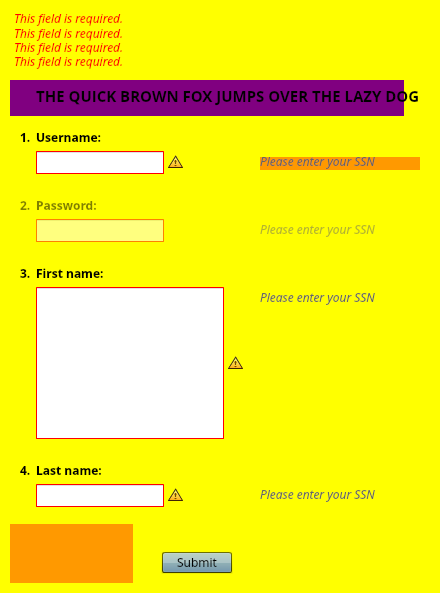 This field is required.
This field is required.
This field is required.
This field is required.
THE QUICK BROWN FOX JUMPS OVER THE LAZY DOG
1. Username:
Please enter your SSN
2. Password:
Please enter your SSN
3. First name:
Please enter your SSN
4. Last name:
Please enter your SSN
Submit